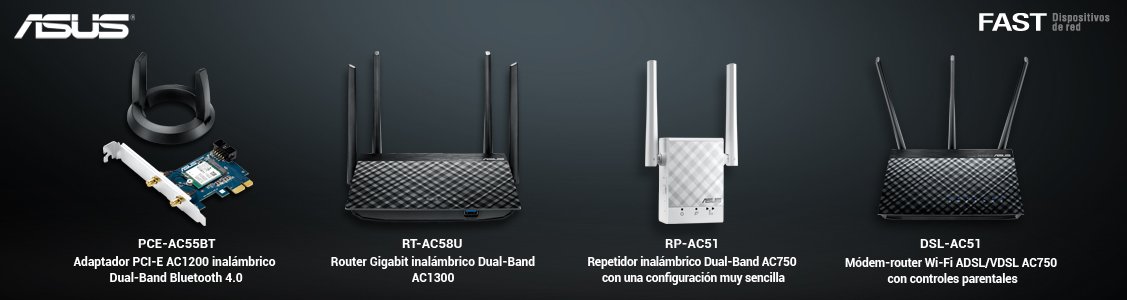 ASUS
FAST Dispositivos
de red
PCE-AC55BT
Adaptador PCI-E AC1200 inalámbrico
Dual-Band Bluetooth 4.0
RT-AC58U
Router Gigabit inalámbrico Dual-Band
AC1300
RP-AC51
Repetidor inalámbrico Dual-Band AC750
con una configuración muy sencilla
DSL-AC51
Módem-router Wi-Fi ADSL/VDSL AC750
con controles parentales